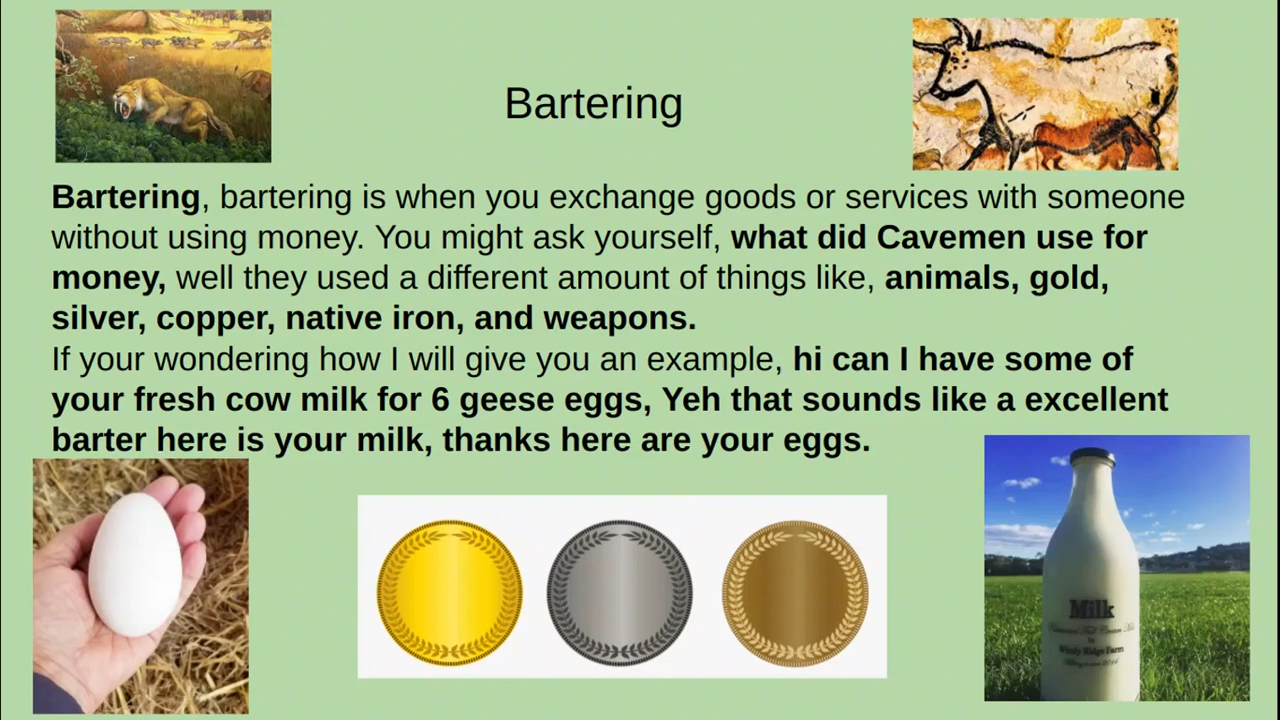 Bartering
Bartering, bartering is when you exchange goods or services with someone
without using money. You might ask yourself, what did Cavemen use for
money, well they used a different amount of things like, animals, gold,
silver, copper, native iron, and weapons.
If your wondering how I will give you an example, hi can I have some of
your fresh cow milk for 6 geese eggs, Yeh that sounds like a excellent
barter here is your milk, thanks here are your eggs.
Milk
by
Windy Ridge Farm